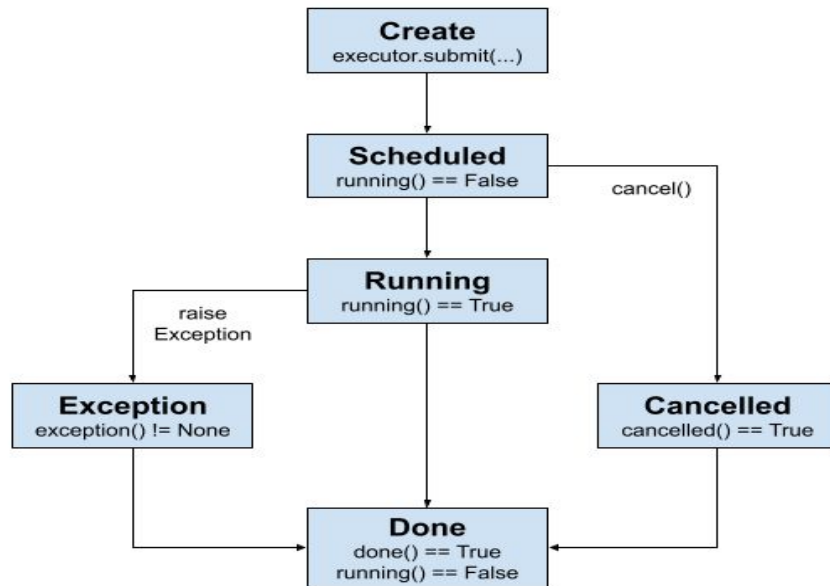 Create
executor.submit(...)
Scheduled
running() == False
cancel()
Running
running() == True
raise
Exception
Exception
exception() != None
Cancelled
cancelled() == True
Done
done() == True
running() == False